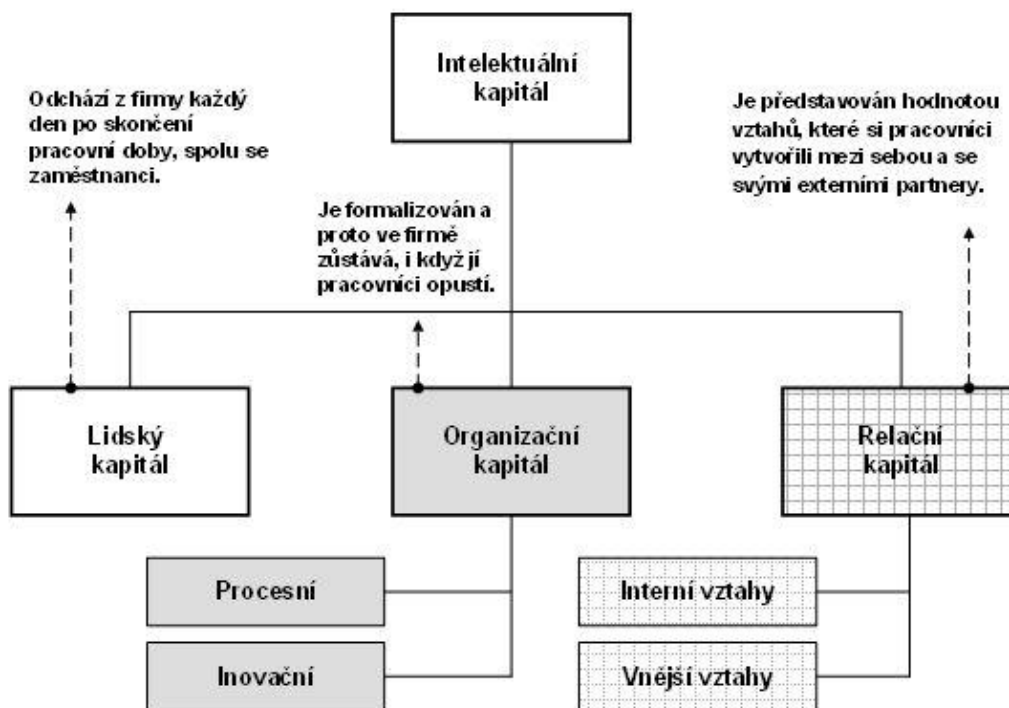 Intelektuální
kapitál
Odchází z firmy každý
den po skončení
pracovní doby, spolu se
zaměstnanci.
Je formalizován a
proto ve firmě
zůstává, i když jí
pracovníci opustí.
Je představován hodnotou
vztahů, které si pracovníci
vytvořili mezi sebou a se
svými externími partnery.
Lidský
kapitál
Organizační
kapitál
Relační
kapitál
Procesní
Inovační
Interní vztahy
Vnější vztahy